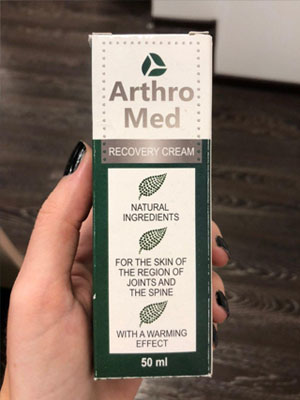 Arthro
Med
RECOVERY CREAM
NATURAL
INGREDIENTS
FOR THE SKIN OF
THE REGION OF
JOINTS AND
THE SPINE
WITH A WARMING
EFFECT
50 ml